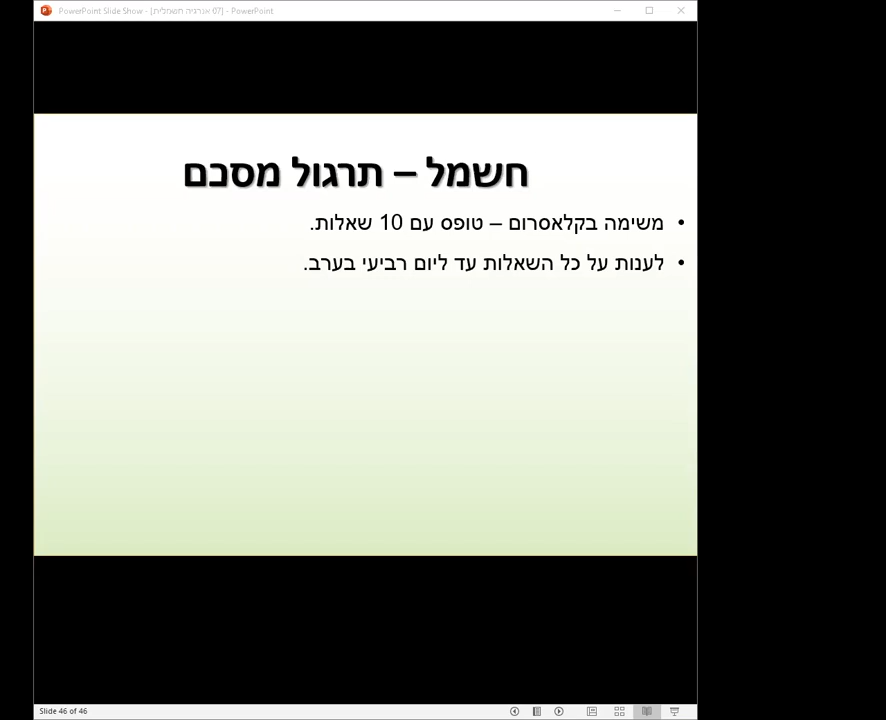 PowerPoint Slide Show - [07 אנרגיה חשמלית] - PowerPoint
חשמל – תרגול מסכם
• משימה בקלאסרום – טופס עם 10 שאלות.
• לענות על כל השאלות עד ליום רביעי בערב.
Slide 46 of 46